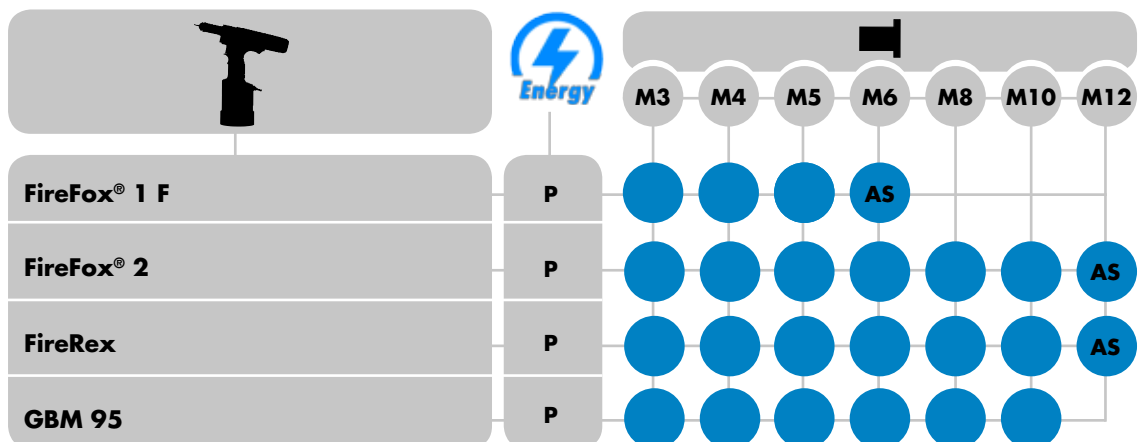 Energy
M3 M4 M5 M6 M8 M10 M12
FireFox® 1 F P AS
FireFox® 2 P AS
FireRex P AS
GBM 95 P